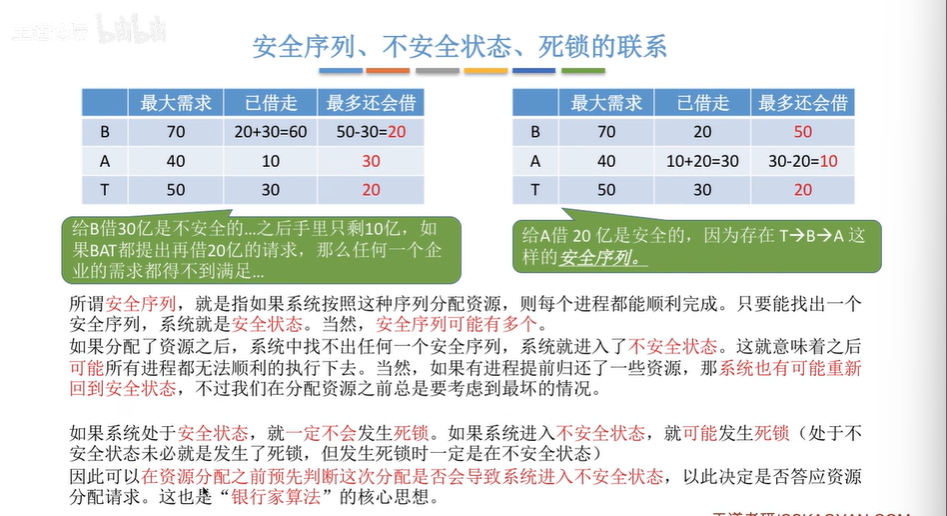 安全序列、不安全状态、死锁的联系
最大需求 已借走 最多还会借
B 70 20+30=60 50-30=20
A 40 10 30
T 50 30 20
最大需求 已借走 最多还会借
B 70 20 50
A 40 10+20=30 30-20=10
T 50 30 20
给B借30亿是不安全的...之后手里只剩10亿，如
果BAT都提出再借20亿的请求，那么任何一个企
业的需求都得不到满足...
给A借 20 亿是安全的，因为存在 T→B→A 这
样的安全序列。
所谓安全序列，就是指如果系统按照这种序列分配资源，则每个进程都能顺利完成。只要能找出一个
安全序列，系统就是安全状态。当然，安全序列可能有多个。
如果分配了资源之后，系统中找不出任何一个安全序列，系统就进入了不安全状态。这就意味着之后
可能所有进程都无法顺利的执行下去。当然，如果有进程提前归还了一些资源，那系统也有可能重新
回到安全状态，不过我们在分配资源之前总是要考虑到最坏的情况。
如果系统处于安全状态，就一定不会发生死锁。如果系统进入不安全状态，就可能发生死锁（处于不
安全状态未必就是发生了死锁，但发生死锁时一定是在不安全状态）
因此可以在资源分配之前预先判断这次分配是否会导致系统进入不安全状态，以此决定是否答应资源
分配请求。这也是“银行家算法”的核心思想。